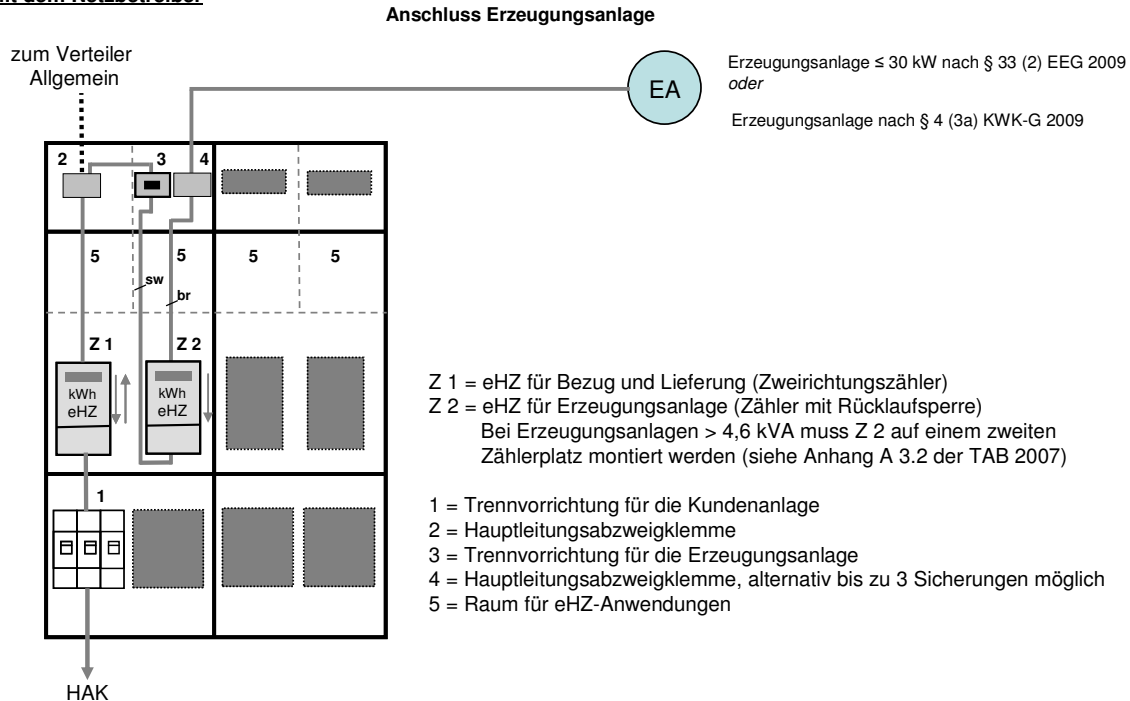 Anschluss Erzeugungsanlage
zum Verteiler
Allgemein
EA
Erzeugungsanlage ≤ 30 kW nach § 33 (2) EEG 2009
oder
Erzeugungsanlage nach § 4 (3a) KWK-G 2009
2
3
4
5
5
5
5
sw
br
Z 1
Z 2
kWh
eHZ
kWh
eHZ
Z 1 = eHZ für Bezug und Lieferung (Zweirichtungszähler)
Z 2 = eHZ für Erzeugungsanlage (Zähler mit Rücklaufsperre)
Bei Erzeugungsanlagen > 4,6 kVA muss Z 2 auf einem zweiten
Zählerplatz montiert werden (siehe Anhang A 3.2 der TAB 2007)
1
1 = Trennvorrichtung für die Kundenanlage
2 = Hauptleitungsabzweigklemme
3 = Trennvorrichtung für die Erzeugungsanlage
4 = Hauptleitungsabzweigklemme, alternativ bis zu 3 Sicherungen möglich
5 = Raum für eHZ-Anwendungen
HAK